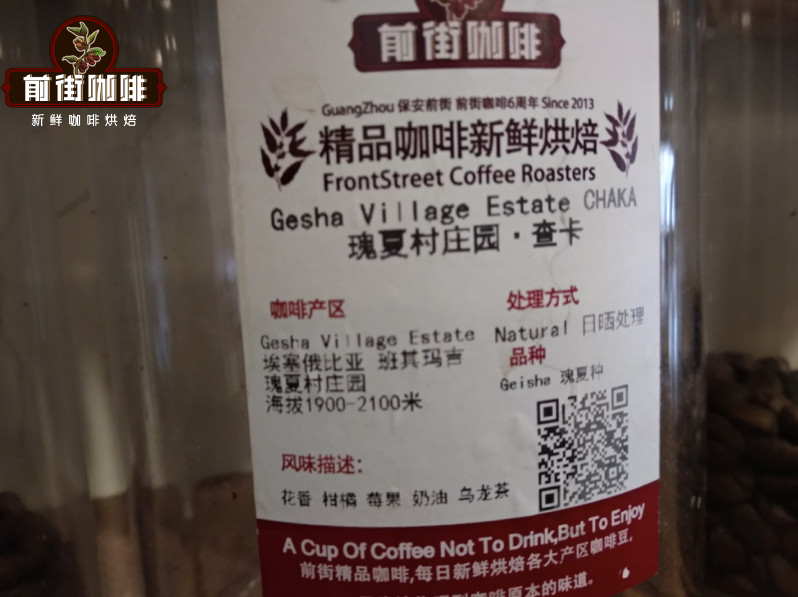 前街咖啡
新鲜咖啡烘焙
前街咖啡
GuangZhou 保安前街 前街咖啡6周年 Since 2013
精品咖啡新鲜烘焙
FrontStreet Coffee Roasters
Gesha Village Estate CHAKA
瑰夏村庄园·查卡
咖啡产区
Gesha Village Estate
埃塞俄比亚 班其玛吉
瑰夏村庄园
海拔1900-2100米
处理方式
Natural 日晒处理
品种
Geisha 瑰夏种
风味描述:
花香 柑橘 莓果 奶油 乌龙茶
A Cup Of Coffee Not To Drink,But To Enjoy
前街精品咖啡,每日新鲜烘焙各大产区咖啡豆,
咖啡原本的味道。